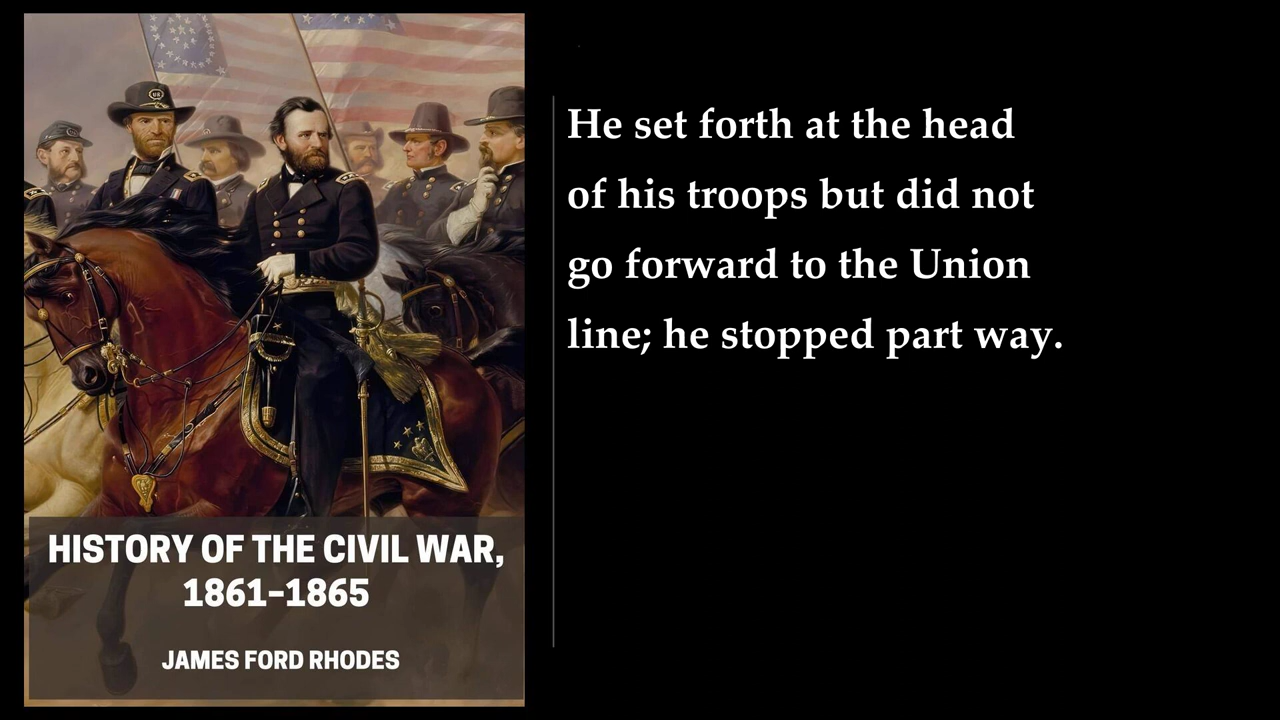 HISTORY OF THE CIVIL WAR,
1861–1865
JAMES FORD RHODES
He set forth at the head
of his troops but did not
go forward to the Union
line; he stopped part way.